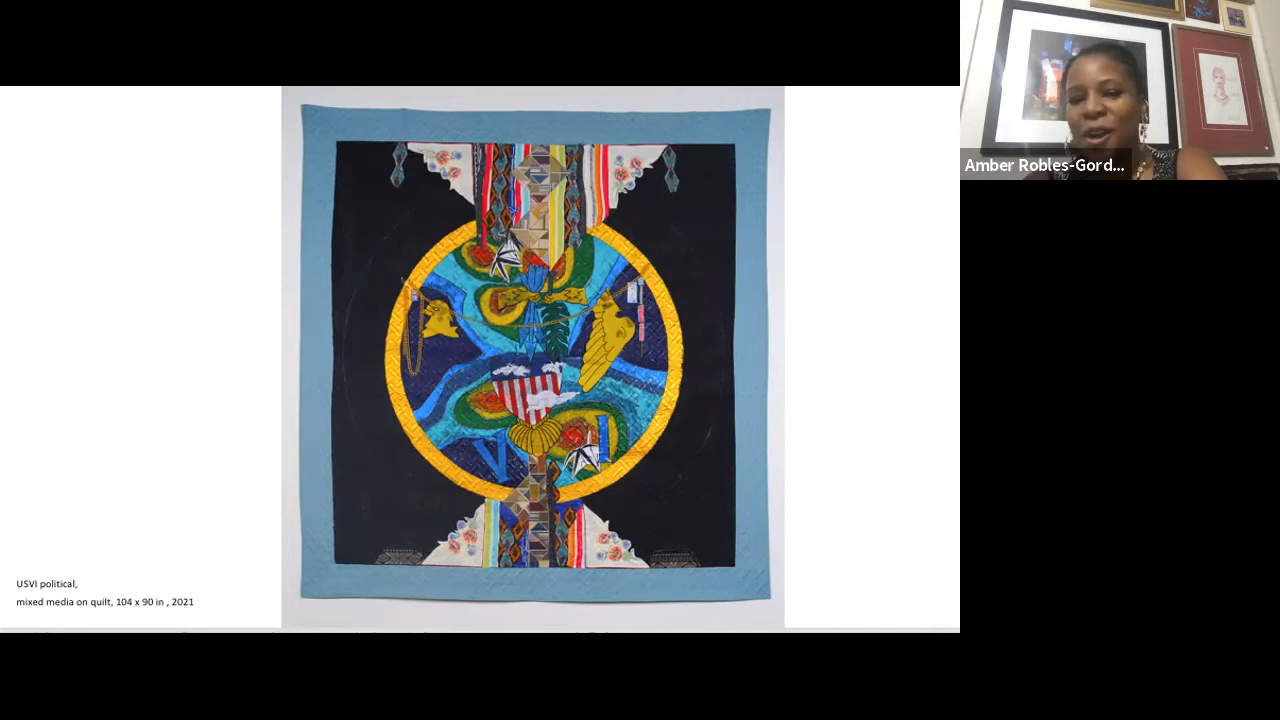 Amber Robles-Gord...
V I
USVI political,
mixed media on quilt, 104 x 90 in , 2021